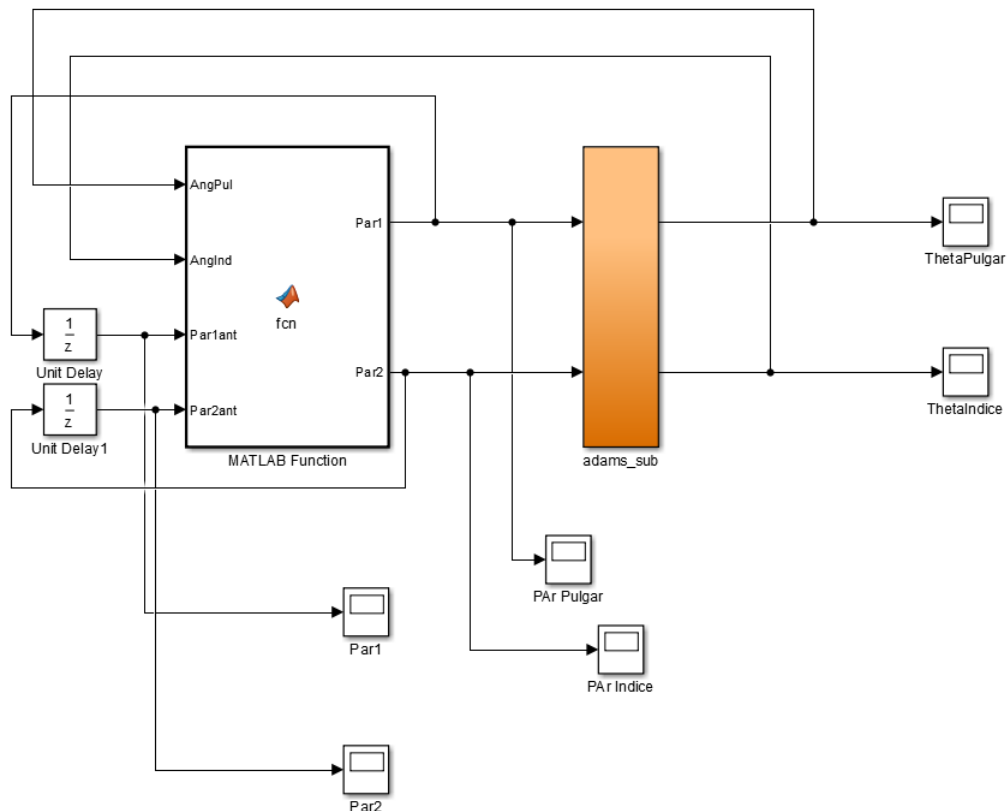 AngPul
Par1
AngInd
fcn
Par1ant
Par2
Par2ant
MATLAB Function
1
z
Unit Delay
1
z
Unit Delay1
adams_sub
ThetaPulgar
ThetaIndice
PAr Pulgar
PAr Indice
Par1
Par2